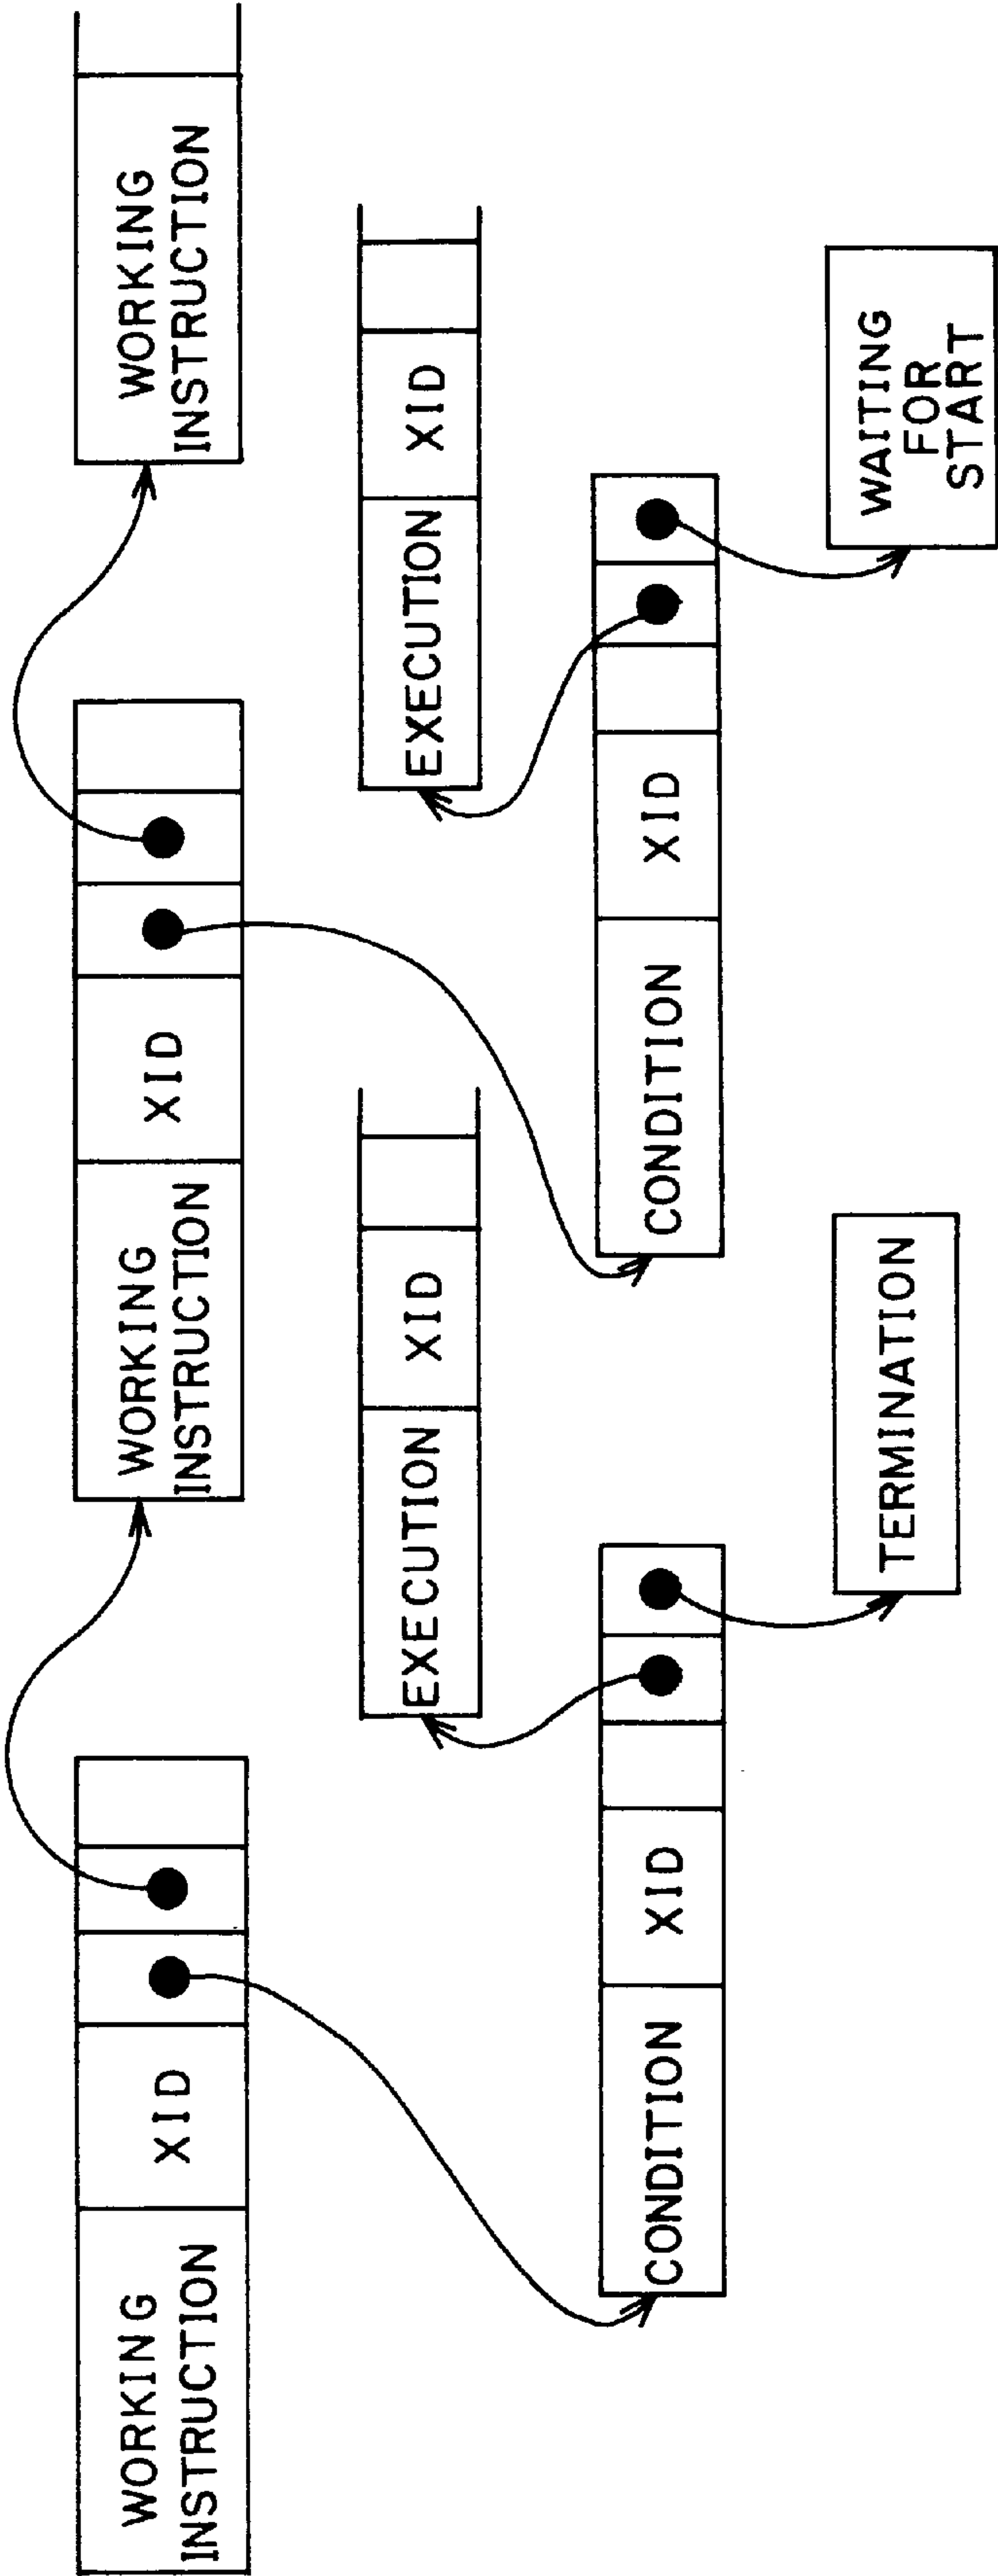 WORKING
INSTRUCTION
XID
WORKING
INSTRUCTION
XID
WORKING
INSTRUCTION
EXECUTION
XID
EXECUTION
XID
CONDITION
XID
CONDITION
XID
TERMINATION
WAITING
FOR
START